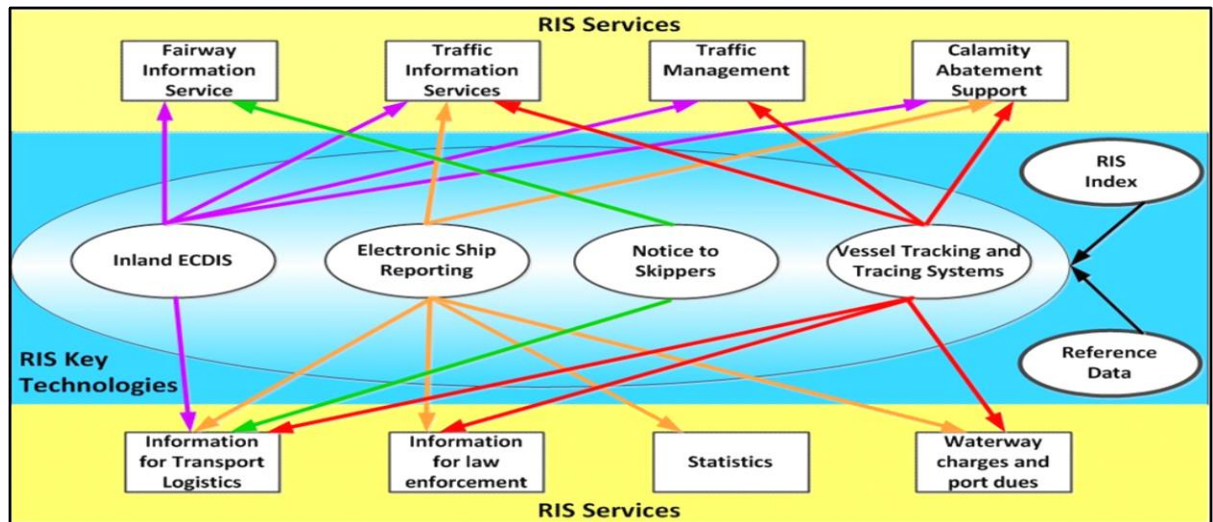 RIS Services
Fairway
Information
Service
Traffic
Information
Services
Traffic
Management
Calamity
Abatement
Support
RIS
Index
Inland ECDIS
Electronic Ship
Reporting
Notice to
Skippers
Vessel Tracking and
Tracing Systems
RIS Key
Technologies
Reference
Data
Information
for Transport
Logistics
Information
for law
enforcement
Statistics
Waterway
charges and
port dues
RIS Services